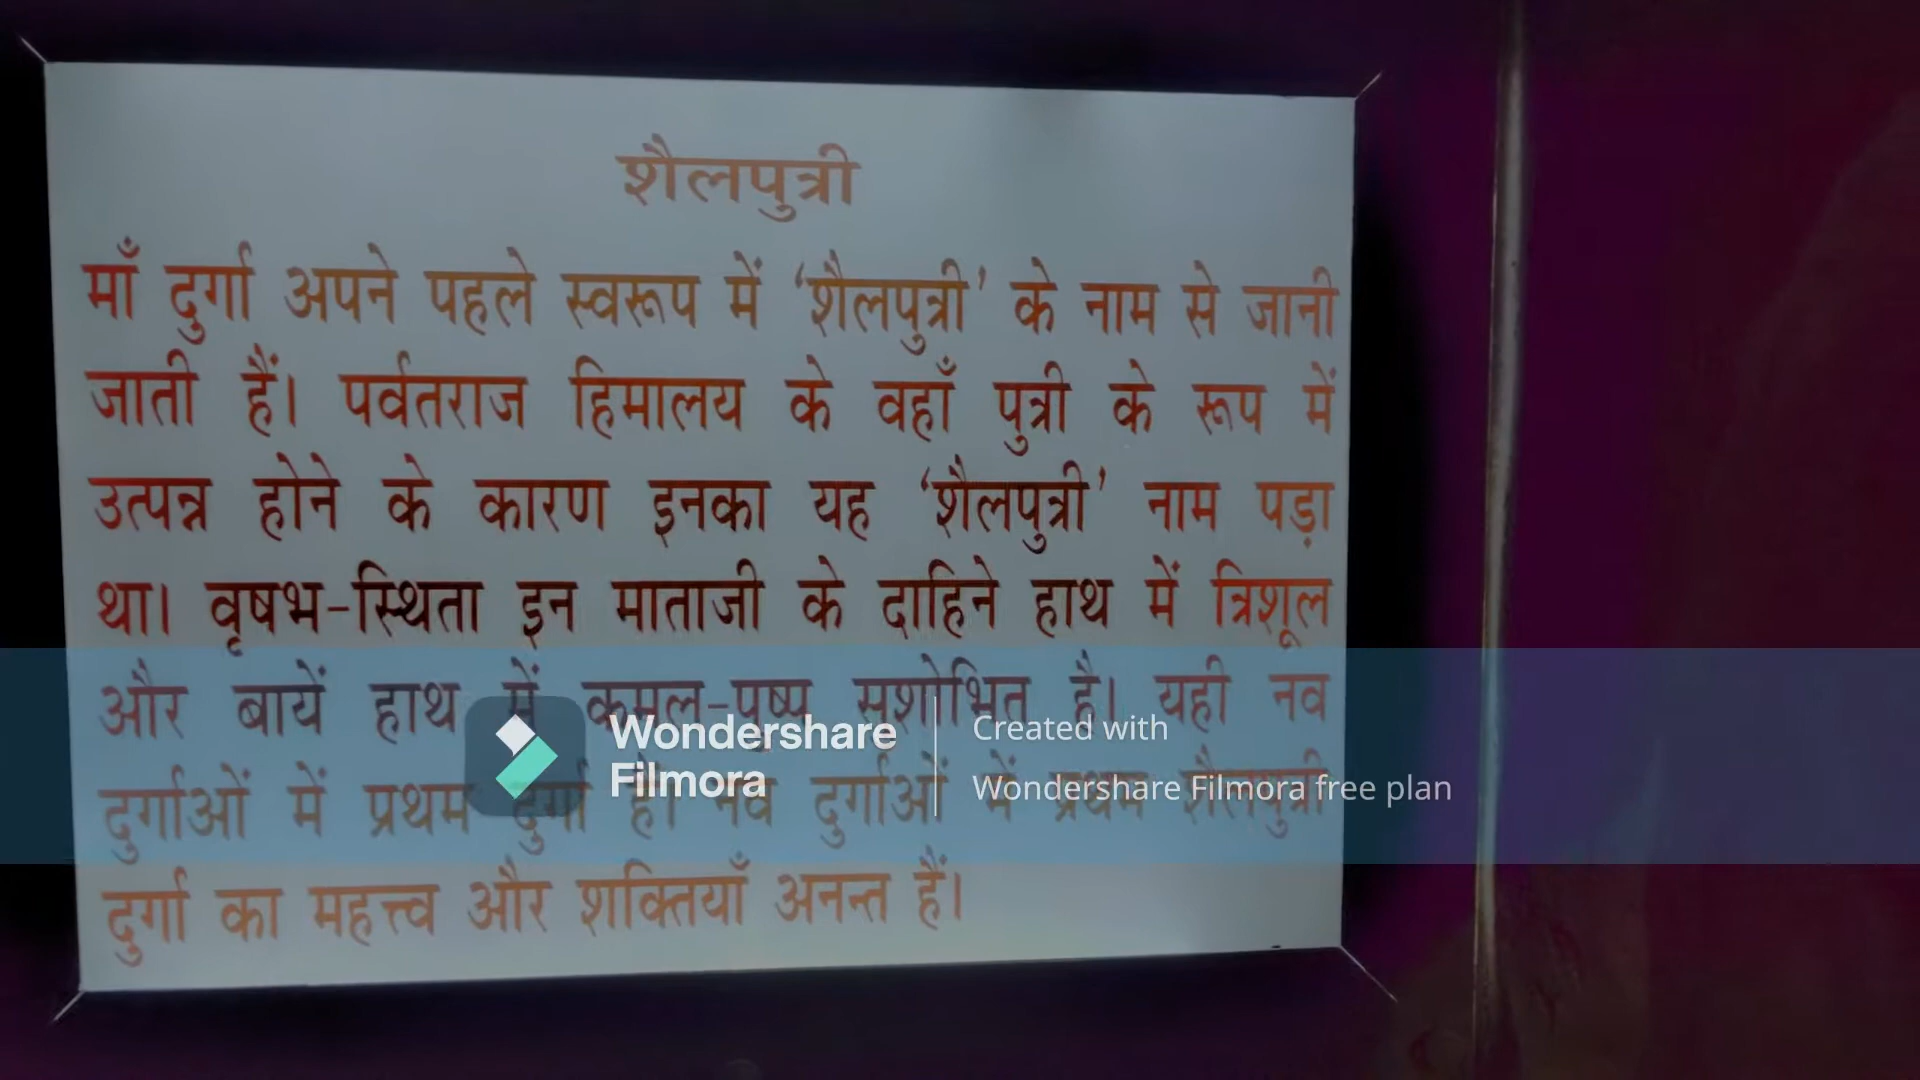 शैलपुत्री
माँ दुर्गा अपने पहले स्वरूप में ‘शैलपुत्री’ के नाम से जानी
जाती हैं। पर्वतराज हिमालय के वहाँ पुत्री के रूप में
उत्पन्न होने के कारण इनका यह ‘शैलपुत्री’ नाम पड़ा
था। वृषभ-स्थिता इन माताजी के दाहिने हाथ में त्रिशूल
और बायें हाथ में कमल-पुष्प सुशोभित है। यही नव
दुर्गाओं में प्रथम दुर्गा हैं। नव दुर्गाओं में प्रथम शैलपुत्री
दुर्गा का महत्त्व और शक्तियाँ अनन्त हैं।
Wondershare
Filmora
Created with
Wondershare Filmora free plan